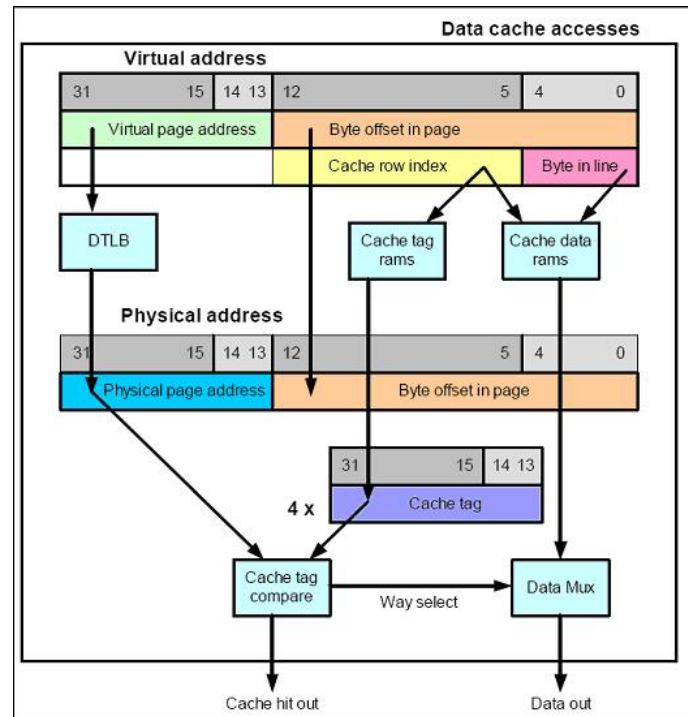 Data cache accesses
Virtual address
31 15 14 13 12 5 4 0
Virtual page address Byte offset in page
Cache row index Byte in line
DTLB
Cache tag
rams
Cache data
rams
Physical address
31 15 14 13 12 5 4 0
Physical page address Byte offset in page
31 15 14 13
4 x Cache tag
Cache tag
compare
Way select
Data Mux
Cache hit out
Data out